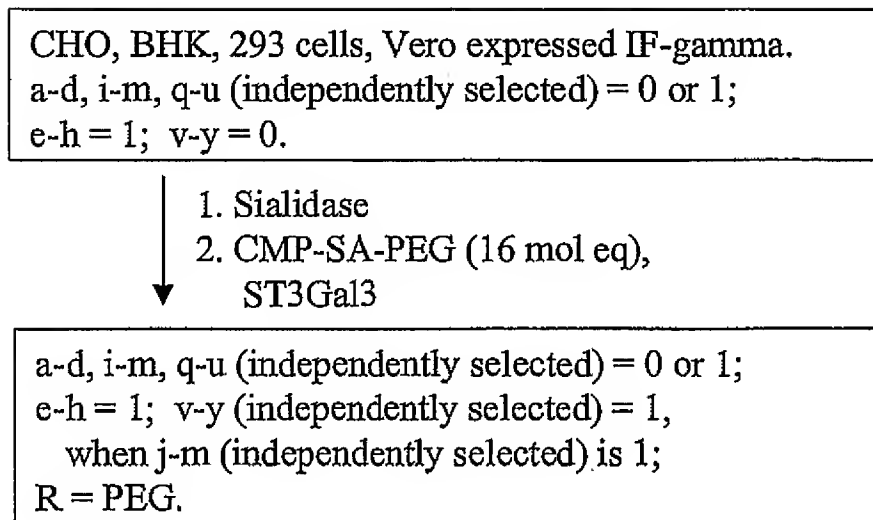 CHO, BHK, 293 cells, Vero expressed IF-gamma.
a-d, i-m, q-u (independently selected) = 0 or 1;
e-h = 1; v-y = 0.
1. Sialidase
2. CMP-SA-PEG (16 mol eq),
ST3Gal3
a-d, i-m, q-u (independently selected) = 0 or 1;
e-h = 1; v-y (independently selected) = 1,
when j-m (independently selected) is 1;
R = PEG.